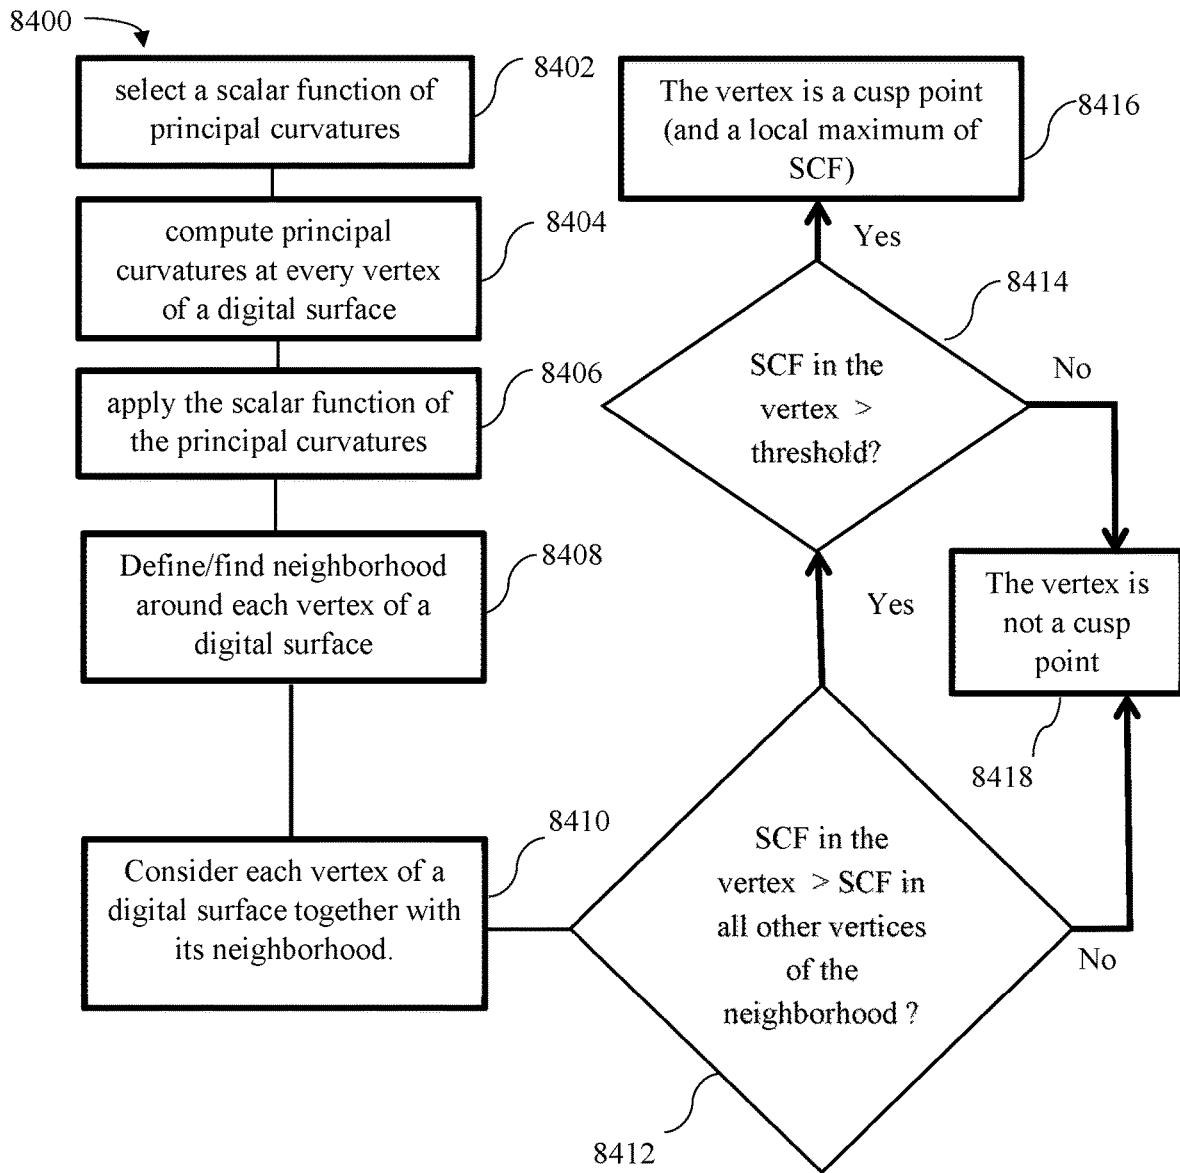 8400
select a scalar function of
principal curvatures
8402
compute principal
curvatures at every vertex
of a digital surface
8404
apply the scalar function of
the principal curvatures
8406
Define/find neighborhood
around each vertex of a
digital surface
8408
Consider each vertex of a
digital surface together with
its neighborhood.
8410
SCF in the
vertex > SCF in
all other vertices
of the
neighborhood ?
8412
Yes
No
SCF in the
vertex >
threshold?
8414
Yes
No
The vertex is a cusp point
(and a local maximum of
SCF)
8416
The vertex is
not a cusp
point
8418